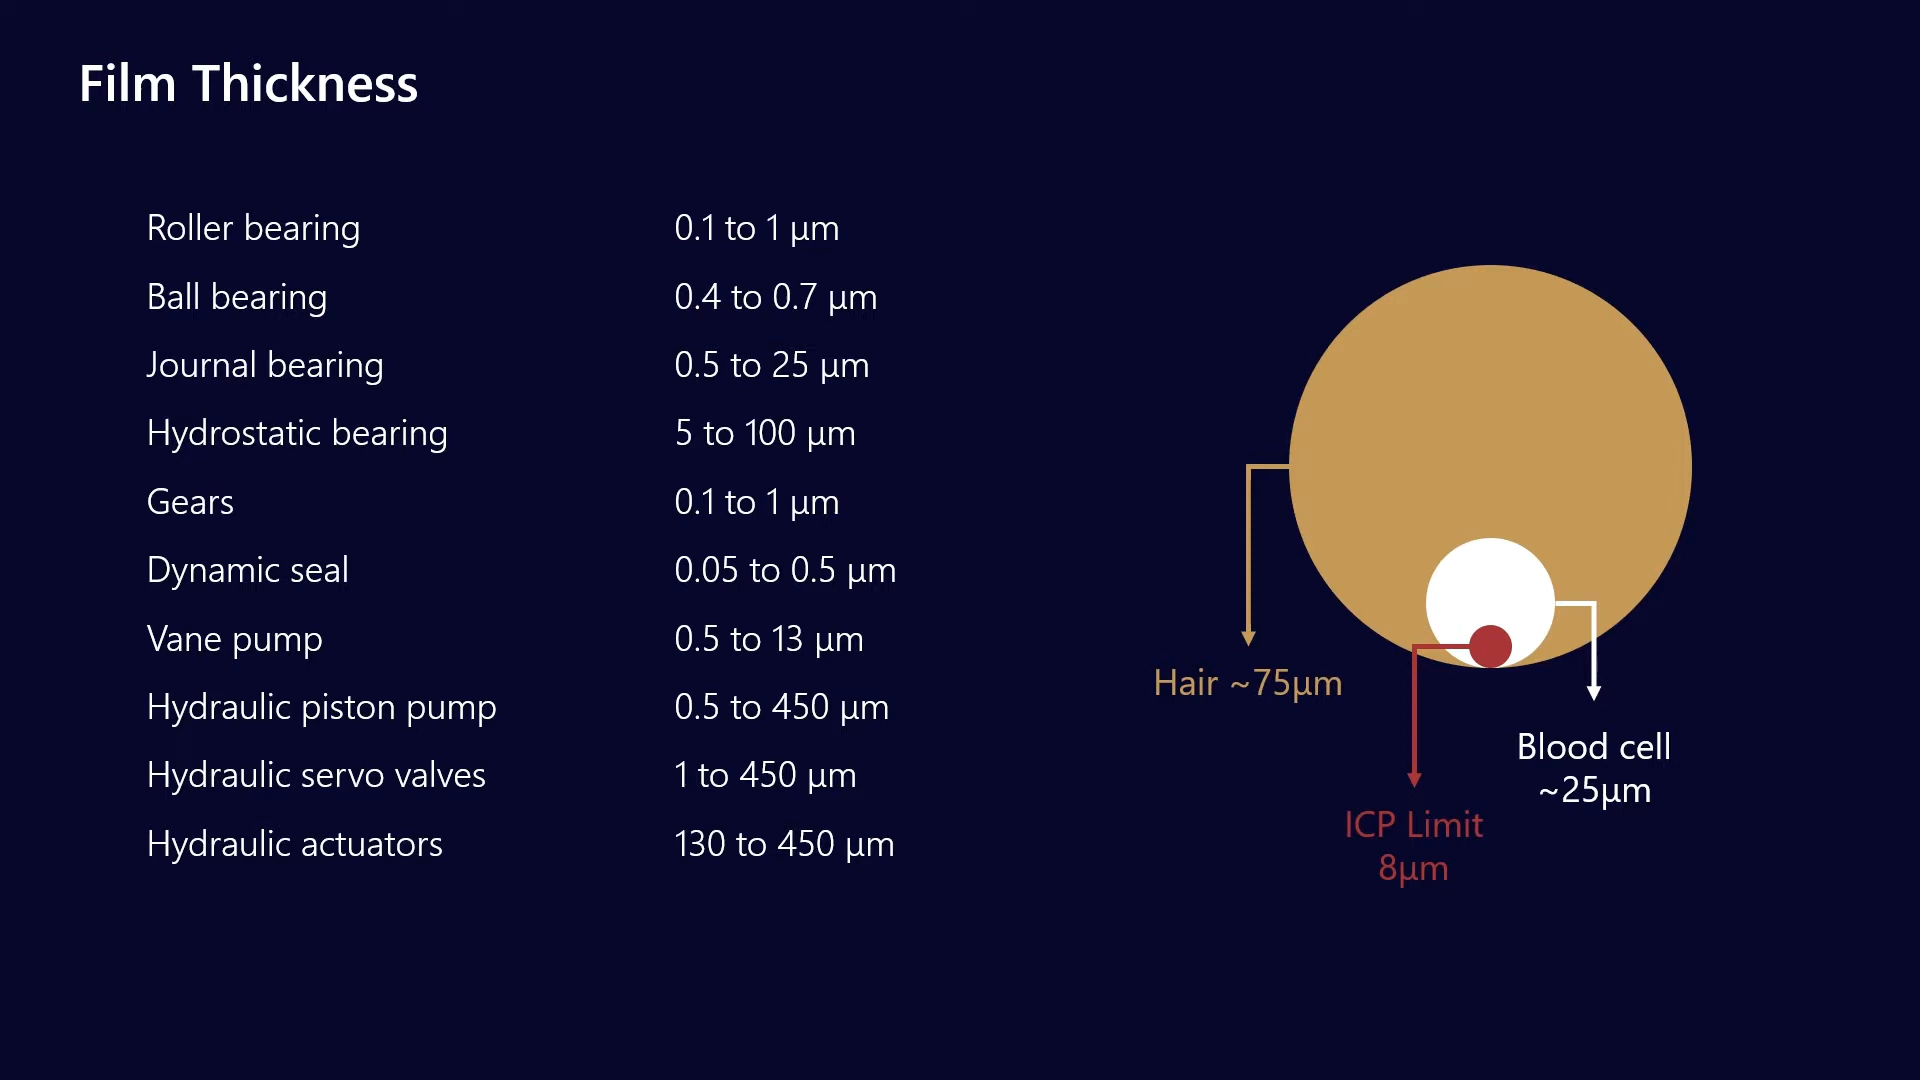 Film Thickness
Roller bearing 0.1 to 1 µm
Ball bearing 0.4 to 0.7 µm
Journal bearing 0.5 to 25 µm
Hydrostatic bearing 5 to 100 µm
Gears 0.1 to 1 µm
Dynamic seal 0.05 to 0.5 µm
Vane pump 0.5 to 13 µm
Hydraulic piston pump 0.5 to 450 µm
Hydraulic servo valves 1 to 450 µm
Hydraulic actuators 130 to 450 µm
Hair ~75µm
Blood cell
~25µm
ICP Limit
8µm